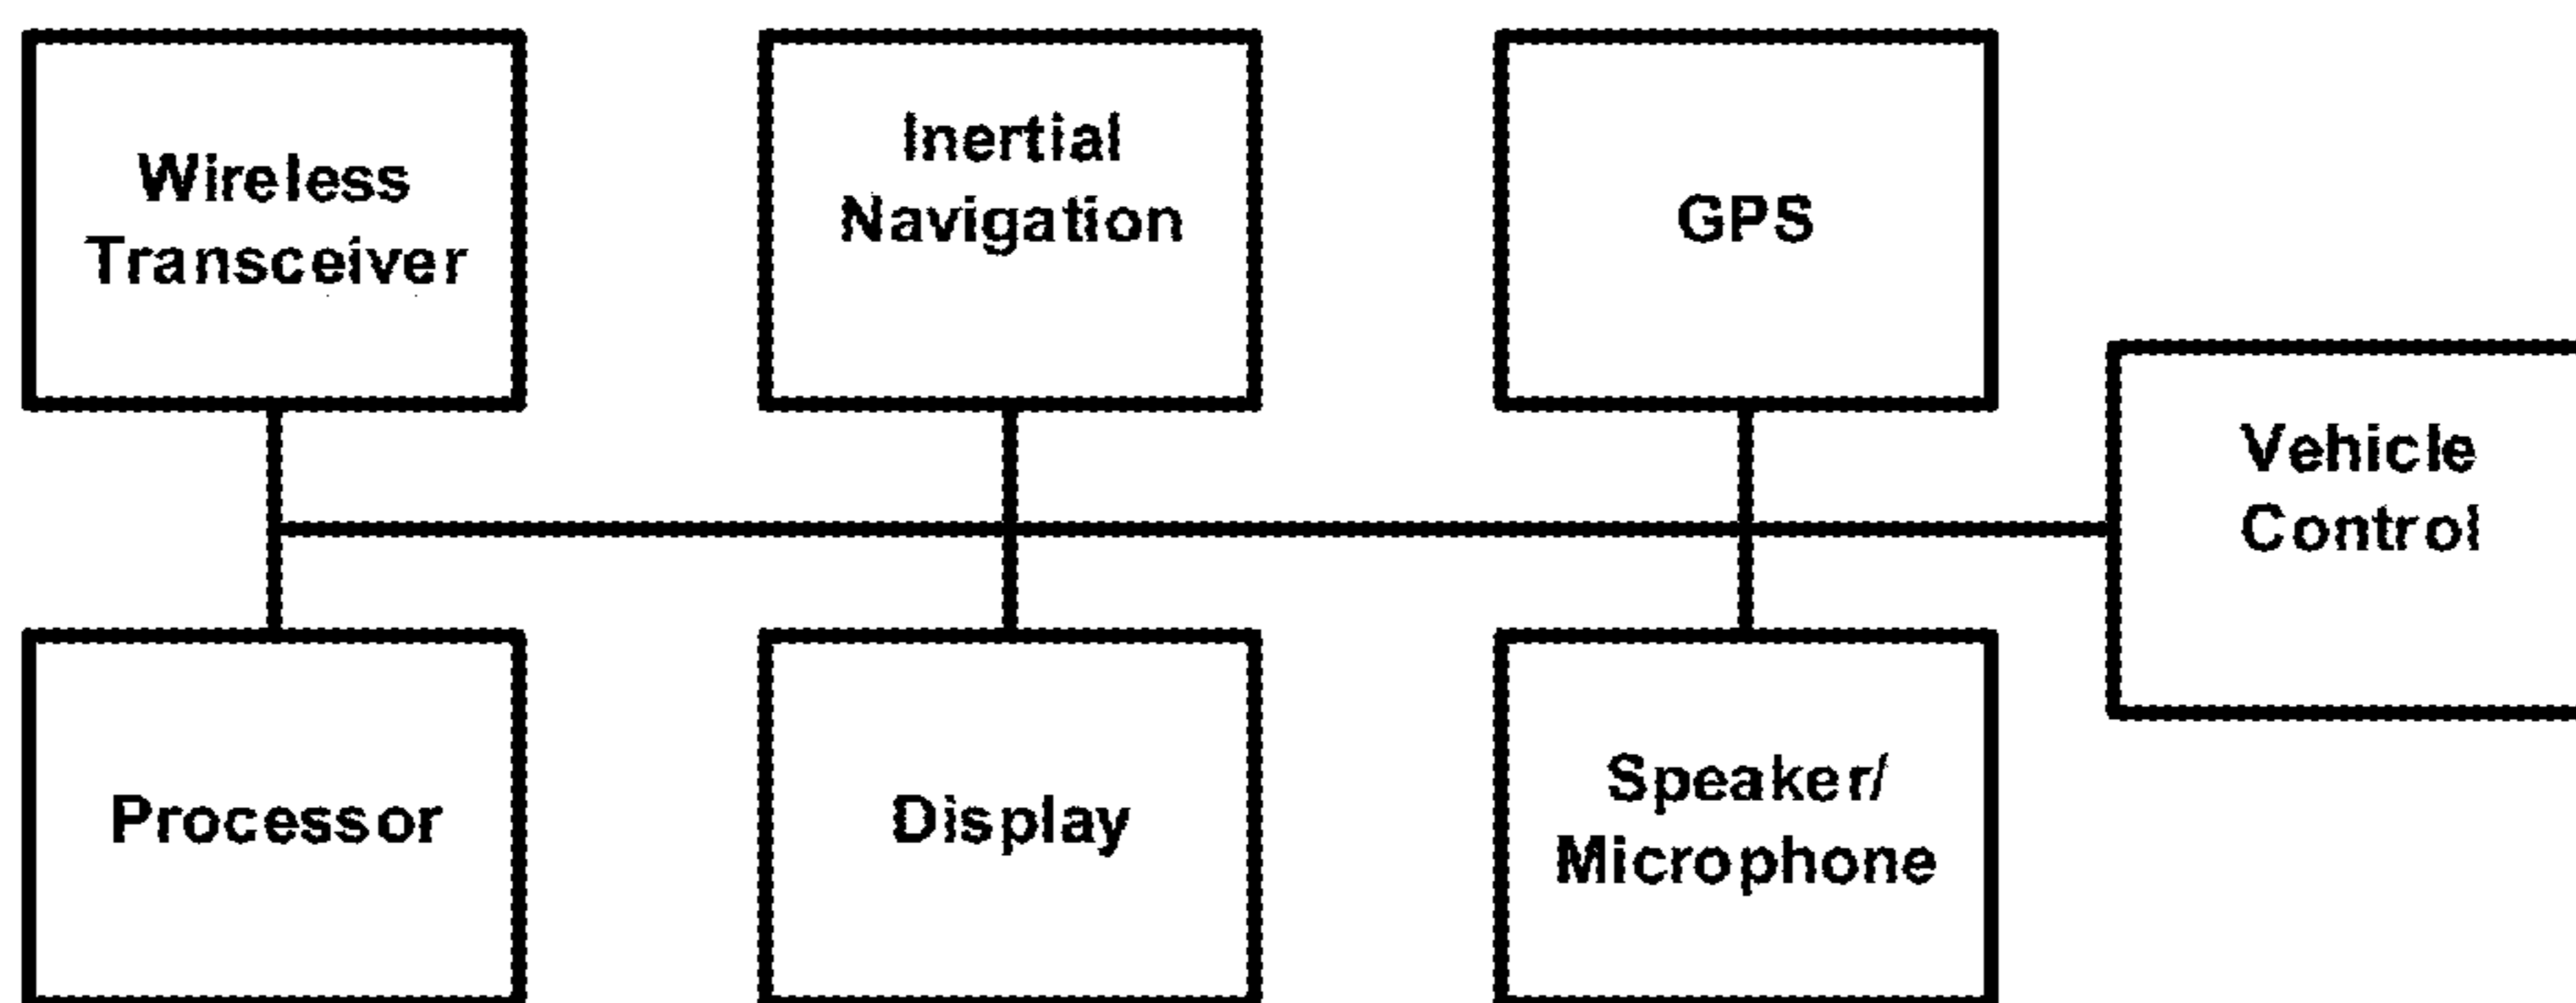 Wireless
Transceiver
Inertial
Navigation
GPS
Vehicle
Control
Processor
Display
Speaker/
Microphone